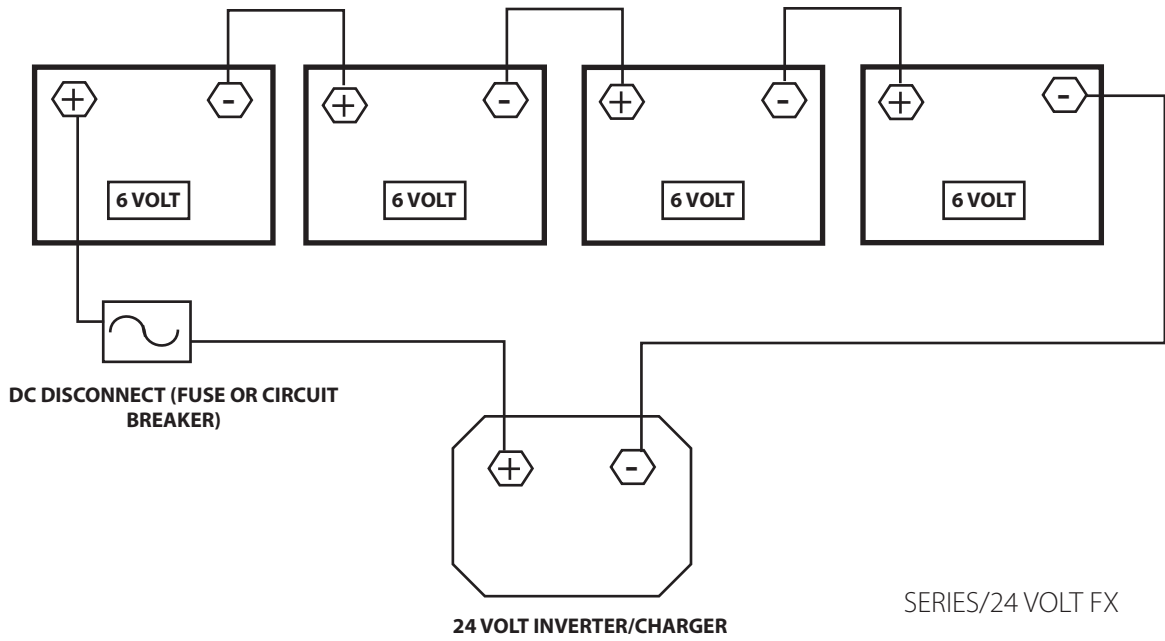 + - + - + - + -
6 VOLT 6 VOLT 6 VOLT 6 VOLT
DC DISCONNECT (FUSE OR CIRCUIT
BREAKER)
+ -
24 VOLT INVERTER/CHARGER
SERIES/24 VOLT FX